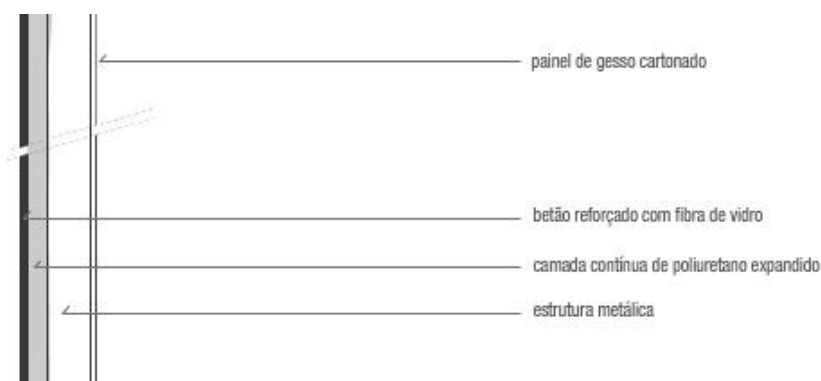 painel de gesso cartonado
betão reforçado com fibra de vidro
camada contínua de poliuretano expandido
estrutura metálica